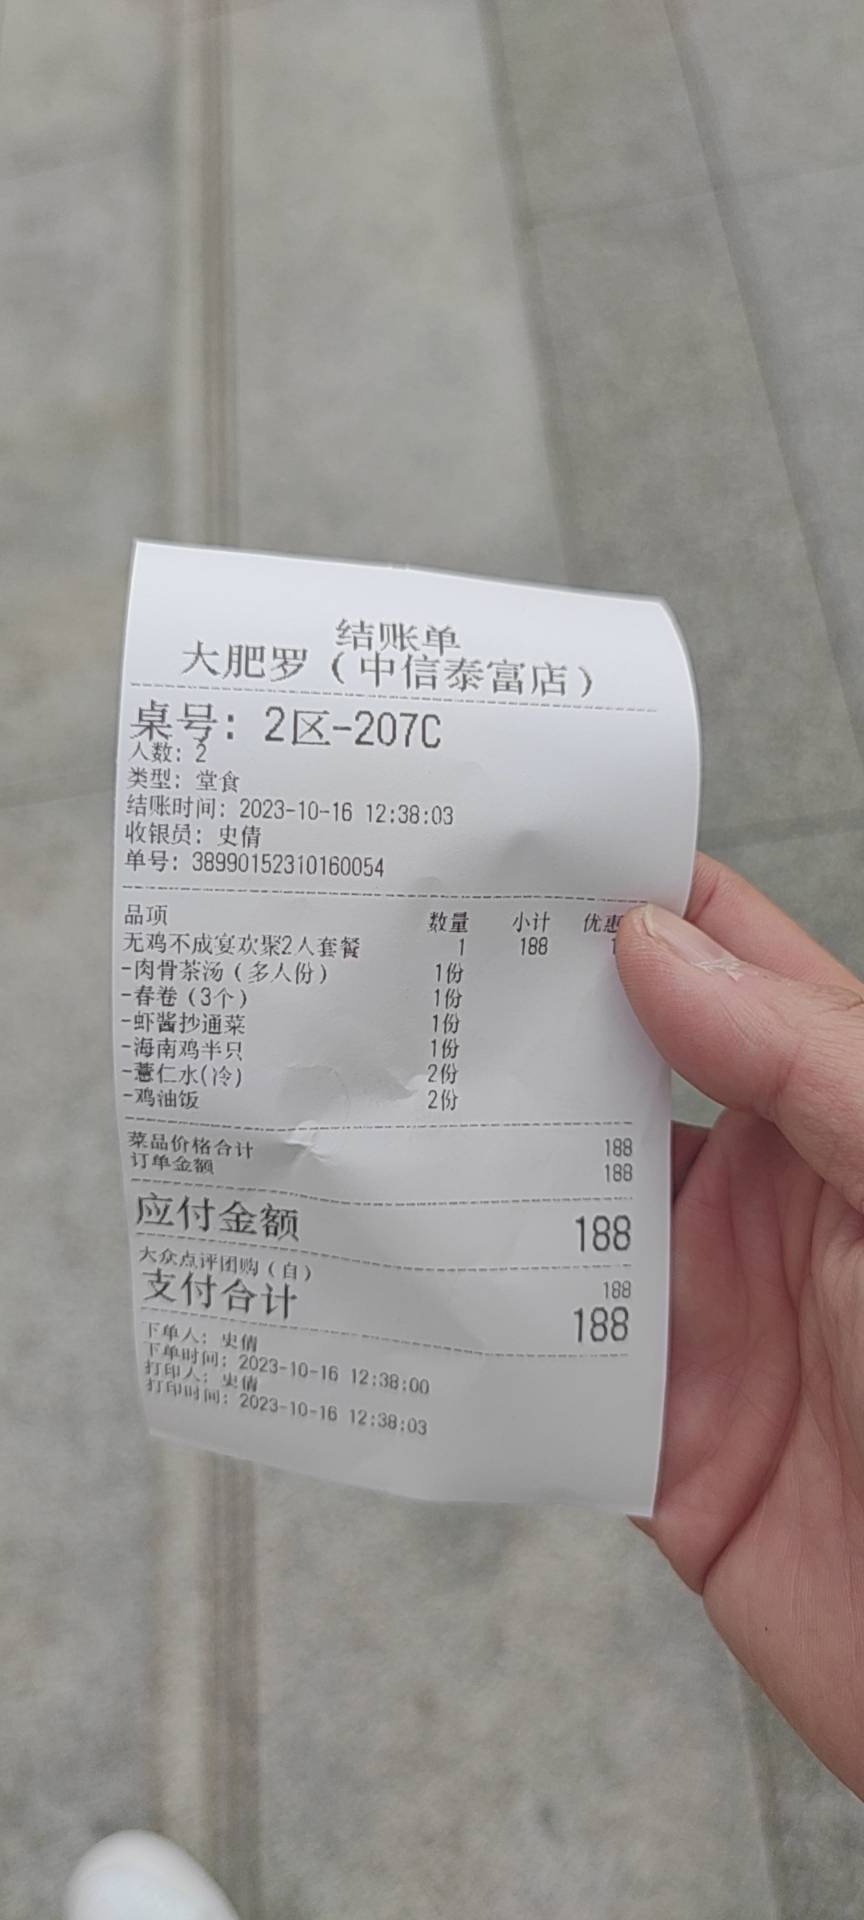 结账单
大肥罗（中信泰富店）
桌号：2区-207C
人数：2
类型：堂食
结账时间：2023-10-16 12:38:03
收银员：史倩
单号：38990152310160054
品项 数量 小计 优惠
无鸡不成宴欢聚2人套餐 1 188
-肉骨茶汤（多人份） 1份
-春卷（3个） 1份
-虾酱抄通菜 1份
-海南鸡半只 1份
-薏仁水(冷) 2份
-鸡油饭 2份
菜品价格合计 188
订单金额 188
应付金额 188
大众点评团购（自） 188
支付合计 188
下单人：史倩
下单时间：2023-10-16 12:38:00
打印人：史倩
打印时间：2023-10-16 12:38:03